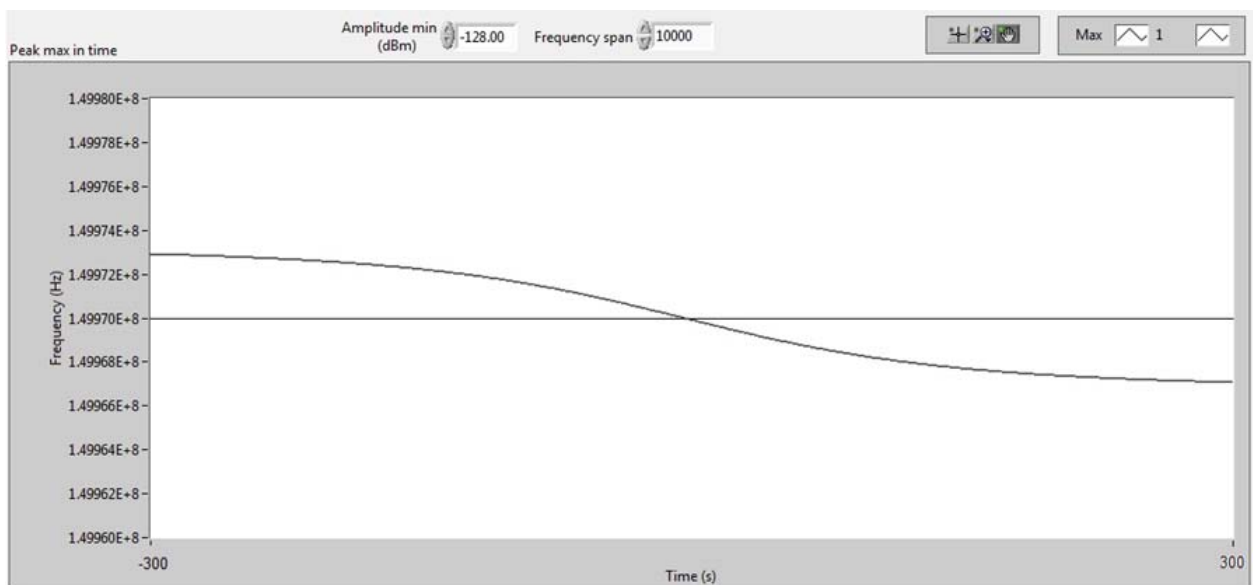 Amplitude min
(dBm)
-128.00
Frequency span
10000
Max
1
Peak max in time
1.49980E+8
1.49978E+8
1.49976E+8
1.49974E+8
1.49972E+8
1.49970E+8
1.49968E+8
1.49966E+8
1.49964E+8
1.49962E+8
1.49960E+8
Frequency (Hz)
-300
300
Time (s)